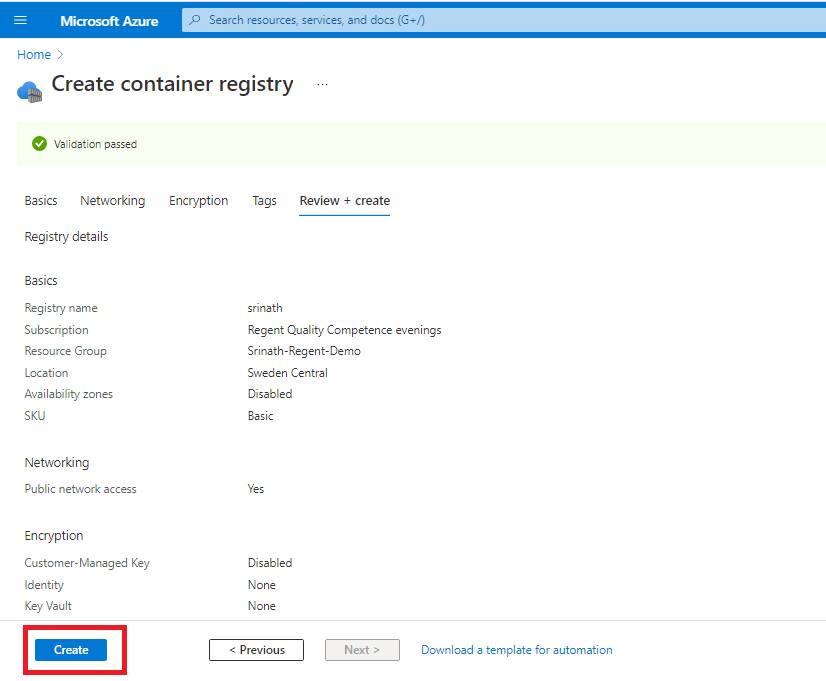 Microsoft Azure
Search resources, services, and docs (G+/)
Home >
Create container registry ...
Validation passed
Basics Networking Encryption Tags Review + create
Registry details
Basics
Registry name srinath
Subscription Regent Quality Competence evenings
Resource Group Srinath-Regent-Demo
Location Sweden Central
Availability zones Disabled
SKU Basic
Networking
Public network access Yes
Encryption
Customer-Managed Key Disabled
Identity None
Key Vault None
Create < Previous Next > Download a template for automation